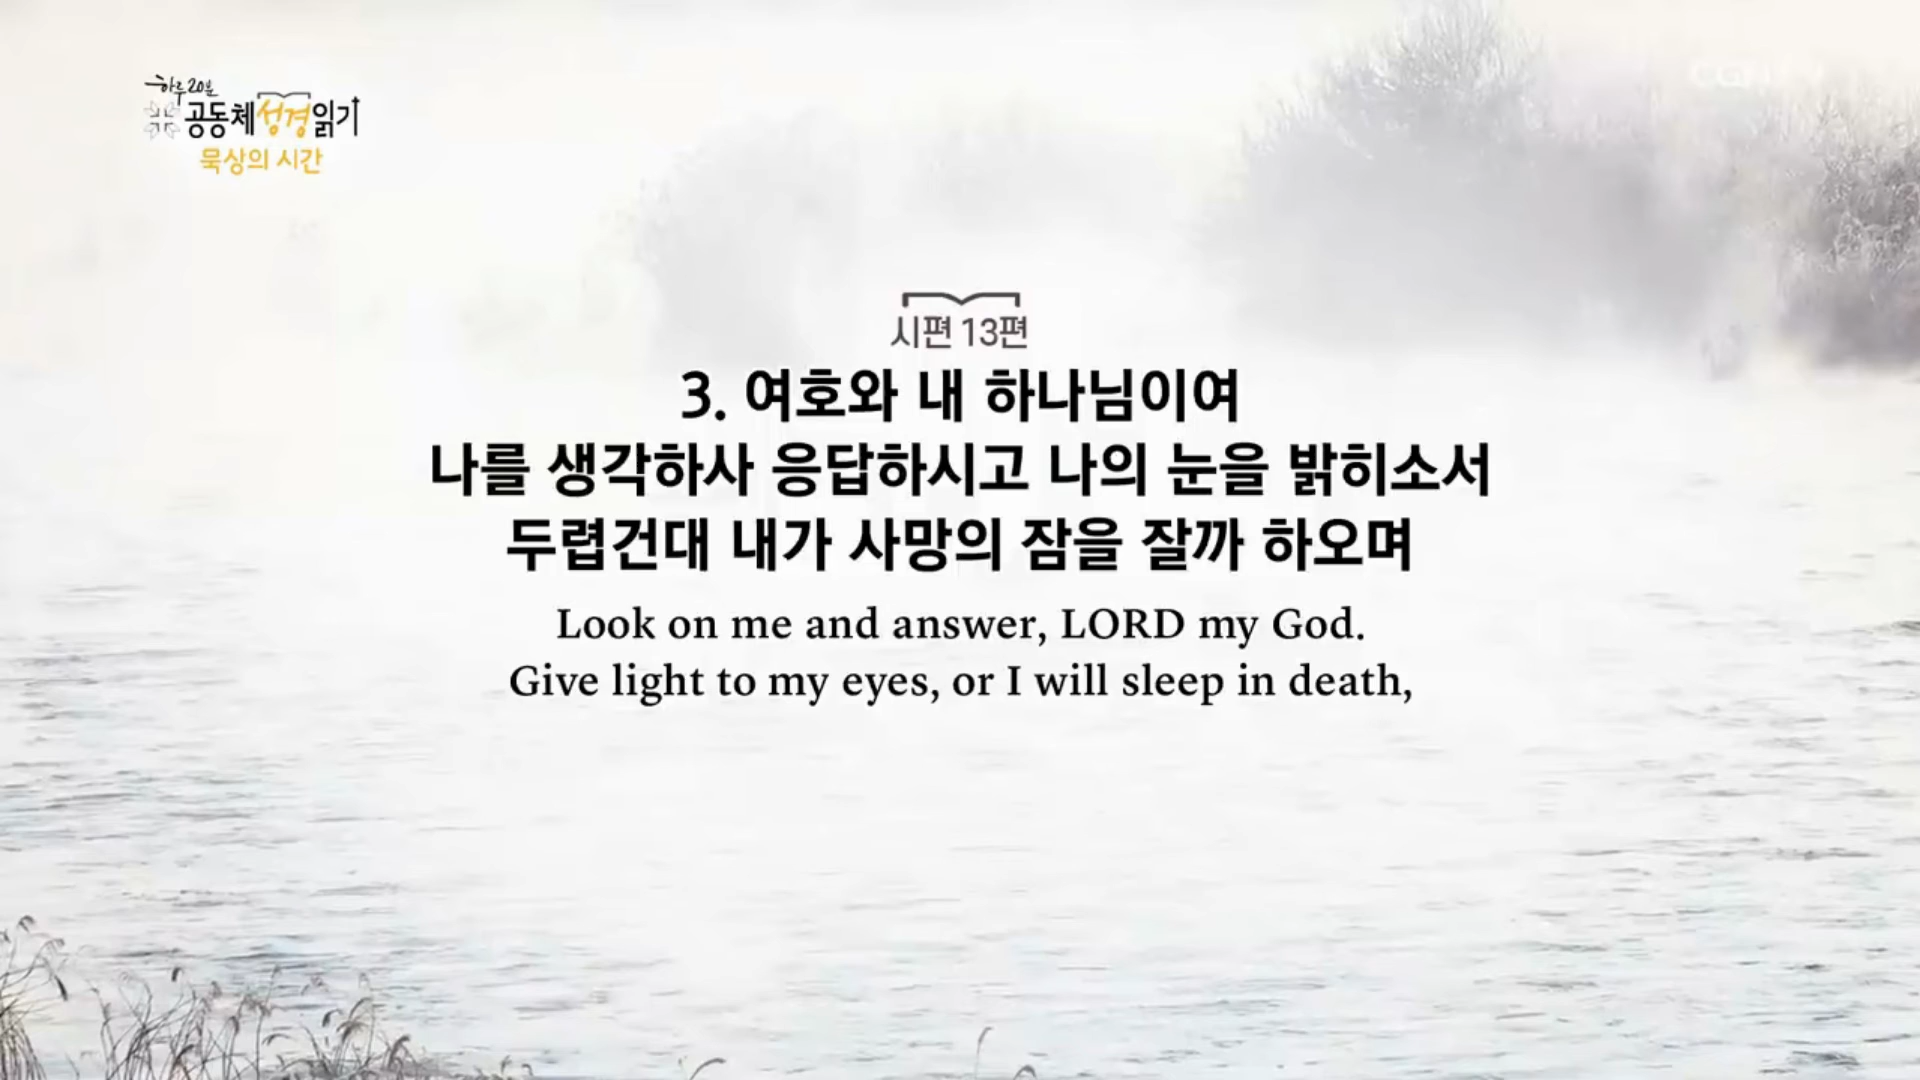 하루 20분
공동체성경읽기
묵상의 시간
CGNTV
시편 13편
3. 여호와 내 하나님이여
나를 생각하사 응답하시고 나의 눈을 밝히소서
두렵건대 내가 사망의 잠을 잘까 하오며
Look on me and answer, LORD my God.
Give light to my eyes, or I will sleep in death,